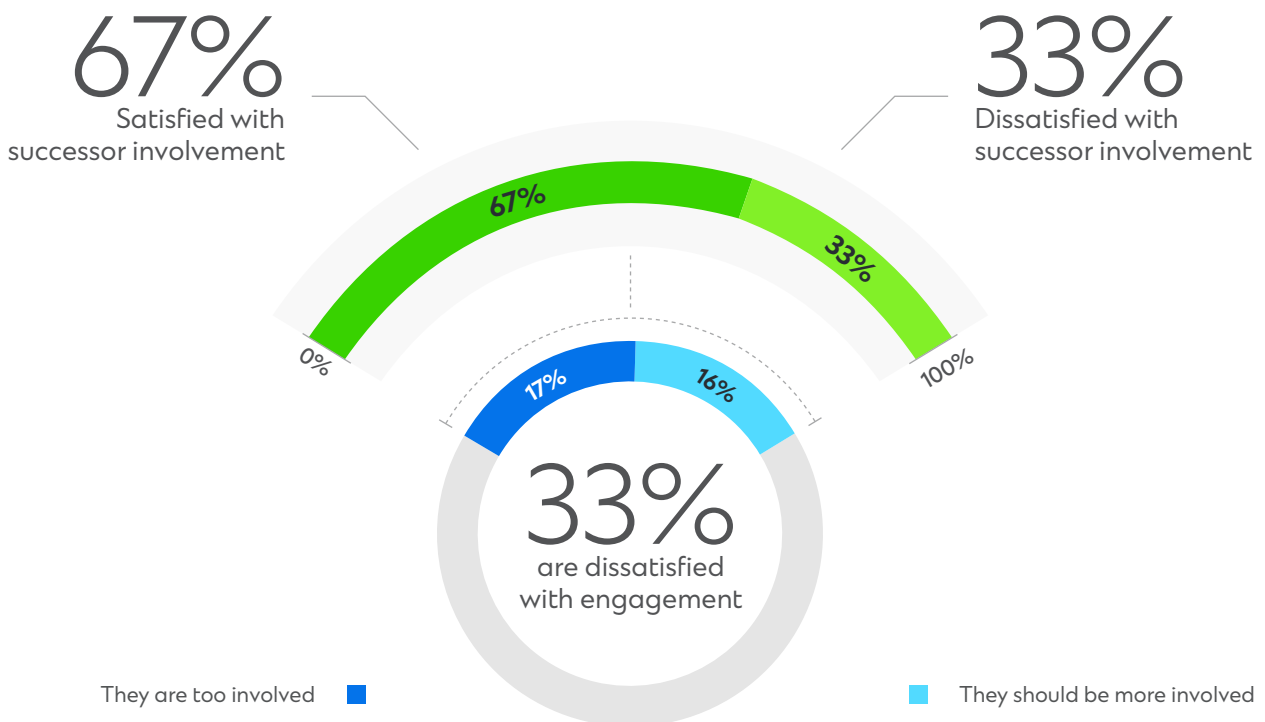 67%
Satisfied with
successor involvement
33%
Dissatisfied with
successor involvement
67%
33%
0%
100%
17%
16%
33%
are dissatisfied
with engagement
They are too involved
They should be more involved